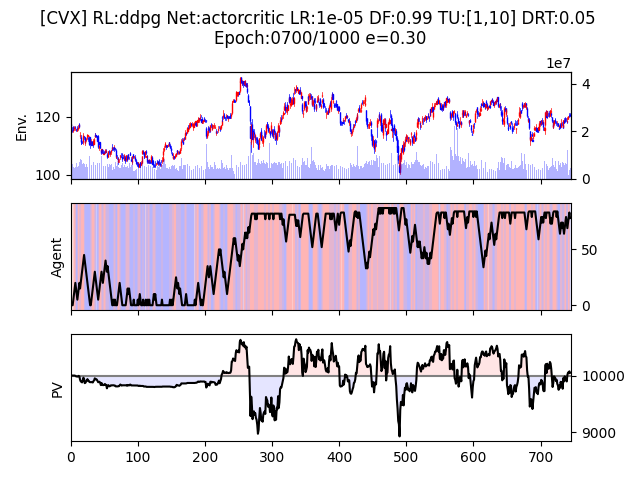 [CVX] RL:ddpg Net:actorcritic LR:1e-05 DF:0.99 TU:[1,10] DRT:0.05
Epoch:0700/1000 e=0.30
1e7
Env.
120
100
4
2
0
Agent
50
0
PV
10000
9000
0 100 200 300 400 500 600 700